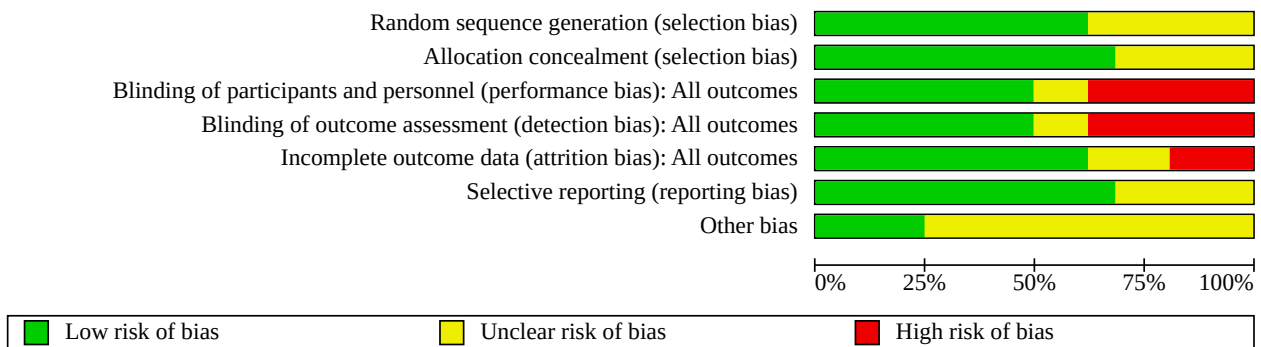 Random sequence generation (selection bias)
Allocation concealment (selection bias)
Blinding of participants and personnel (performance bias): All outcomes
Blinding of outcome assessment (detection bias): All outcomes
Incomplete outcome data (attrition bias): All outcomes
Selective reporting (reporting bias)
Other bias
0% 25% 50% 75% 100%
Low risk of bias Unclear risk of bias High risk of bias